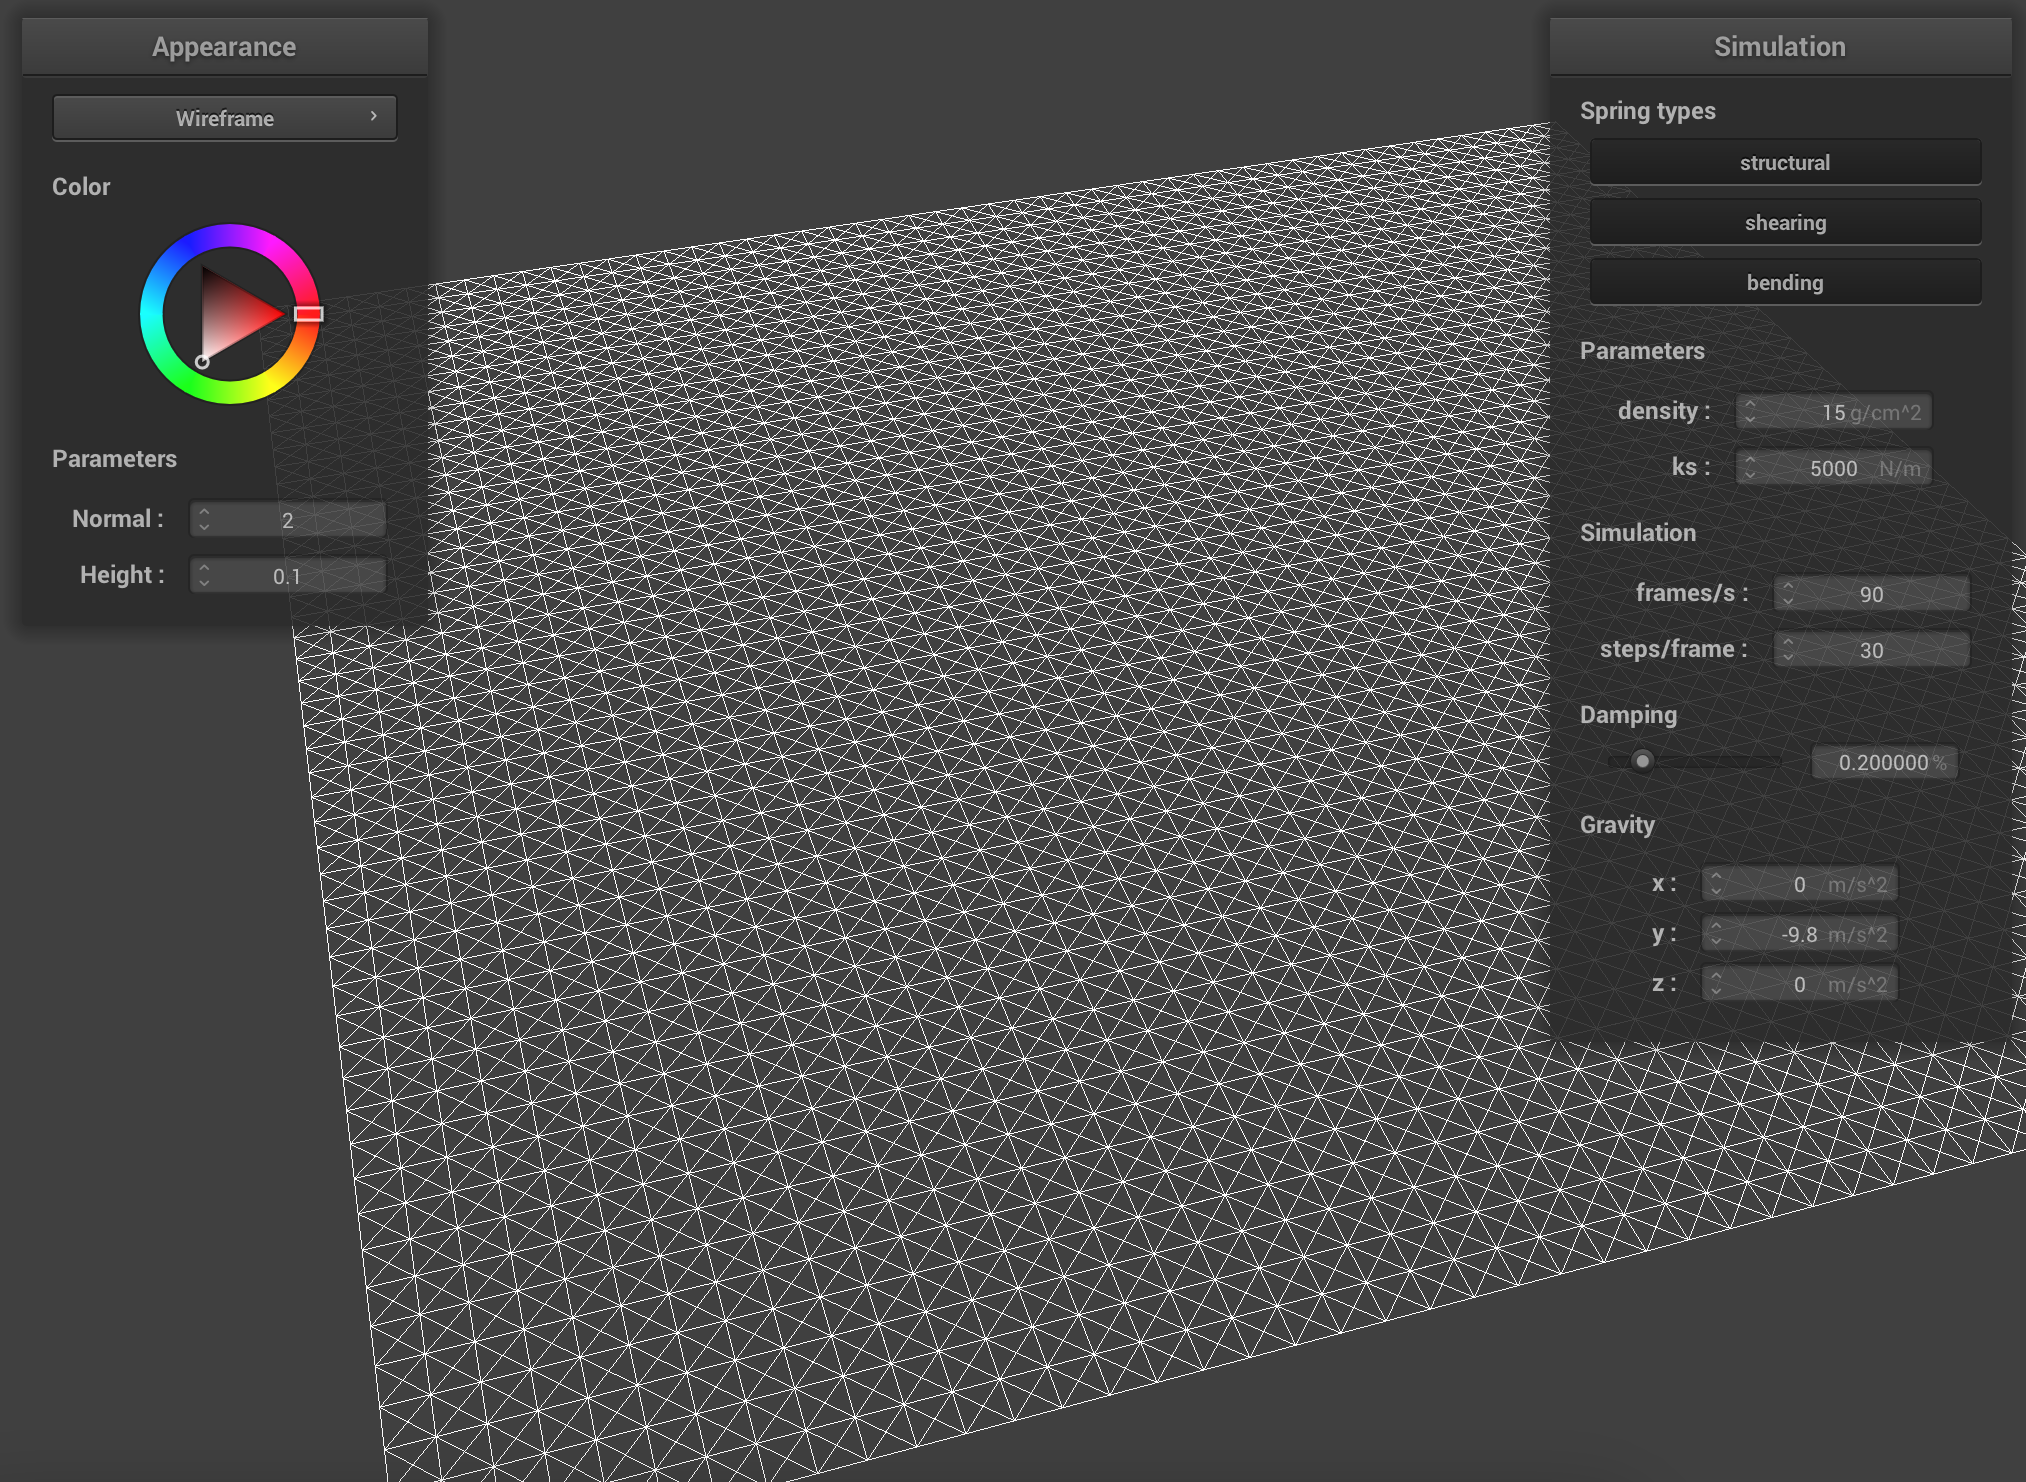 Appearance
Wireframe
Color
Parameters
Normal : 2
Height : 0.1
Simulation
Spring types
structural
shearing
bending
Parameters
density : 15 g/cm^2
ks : 5000 N/m
Simulation
frames/s : 90
steps/frame : 30
Damping
0.200000 %
Gravity
x : 0 m/s^2
y : -9.8 m/s^2
z : 0 m/s^2